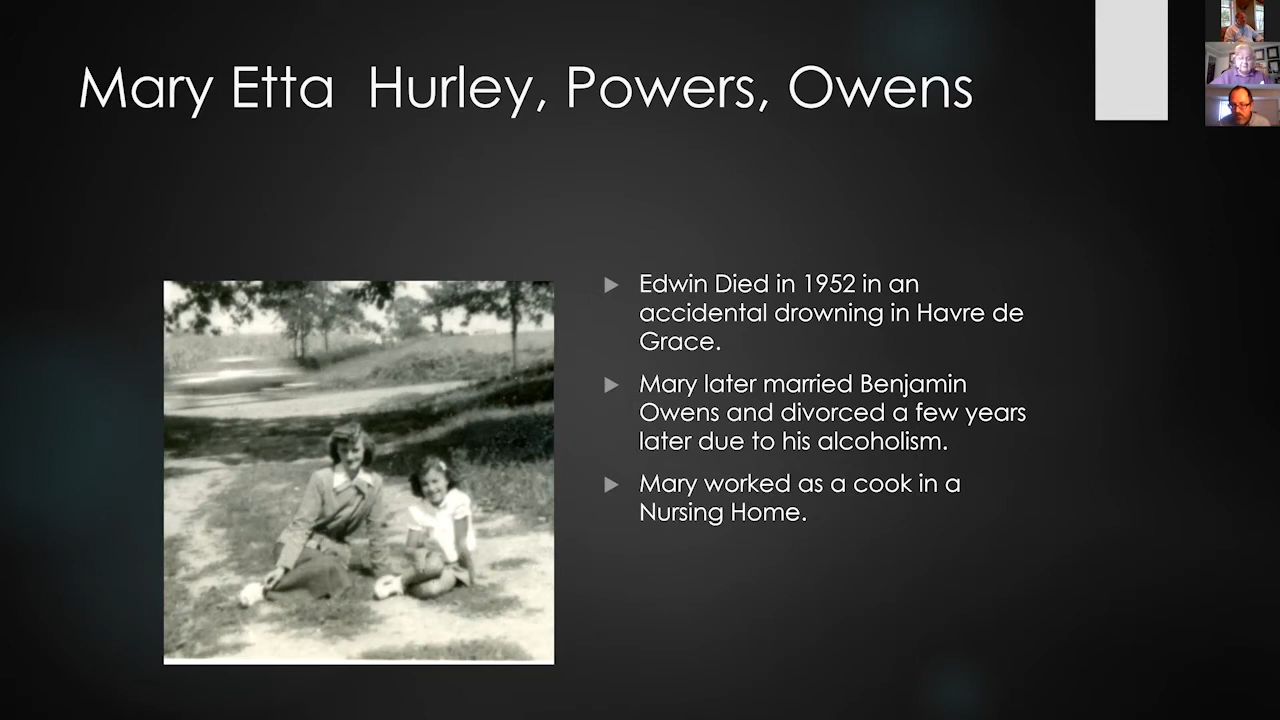 Mary Etta  Hurley, Powers, Owens
Edwin Died in 1952 in an
accidental drowning in Havre de
Grace.
Mary later married Benjamin
Owens and divorced a few years
later due to his alcoholism.
Mary worked as a cook in a
Nursing Home.